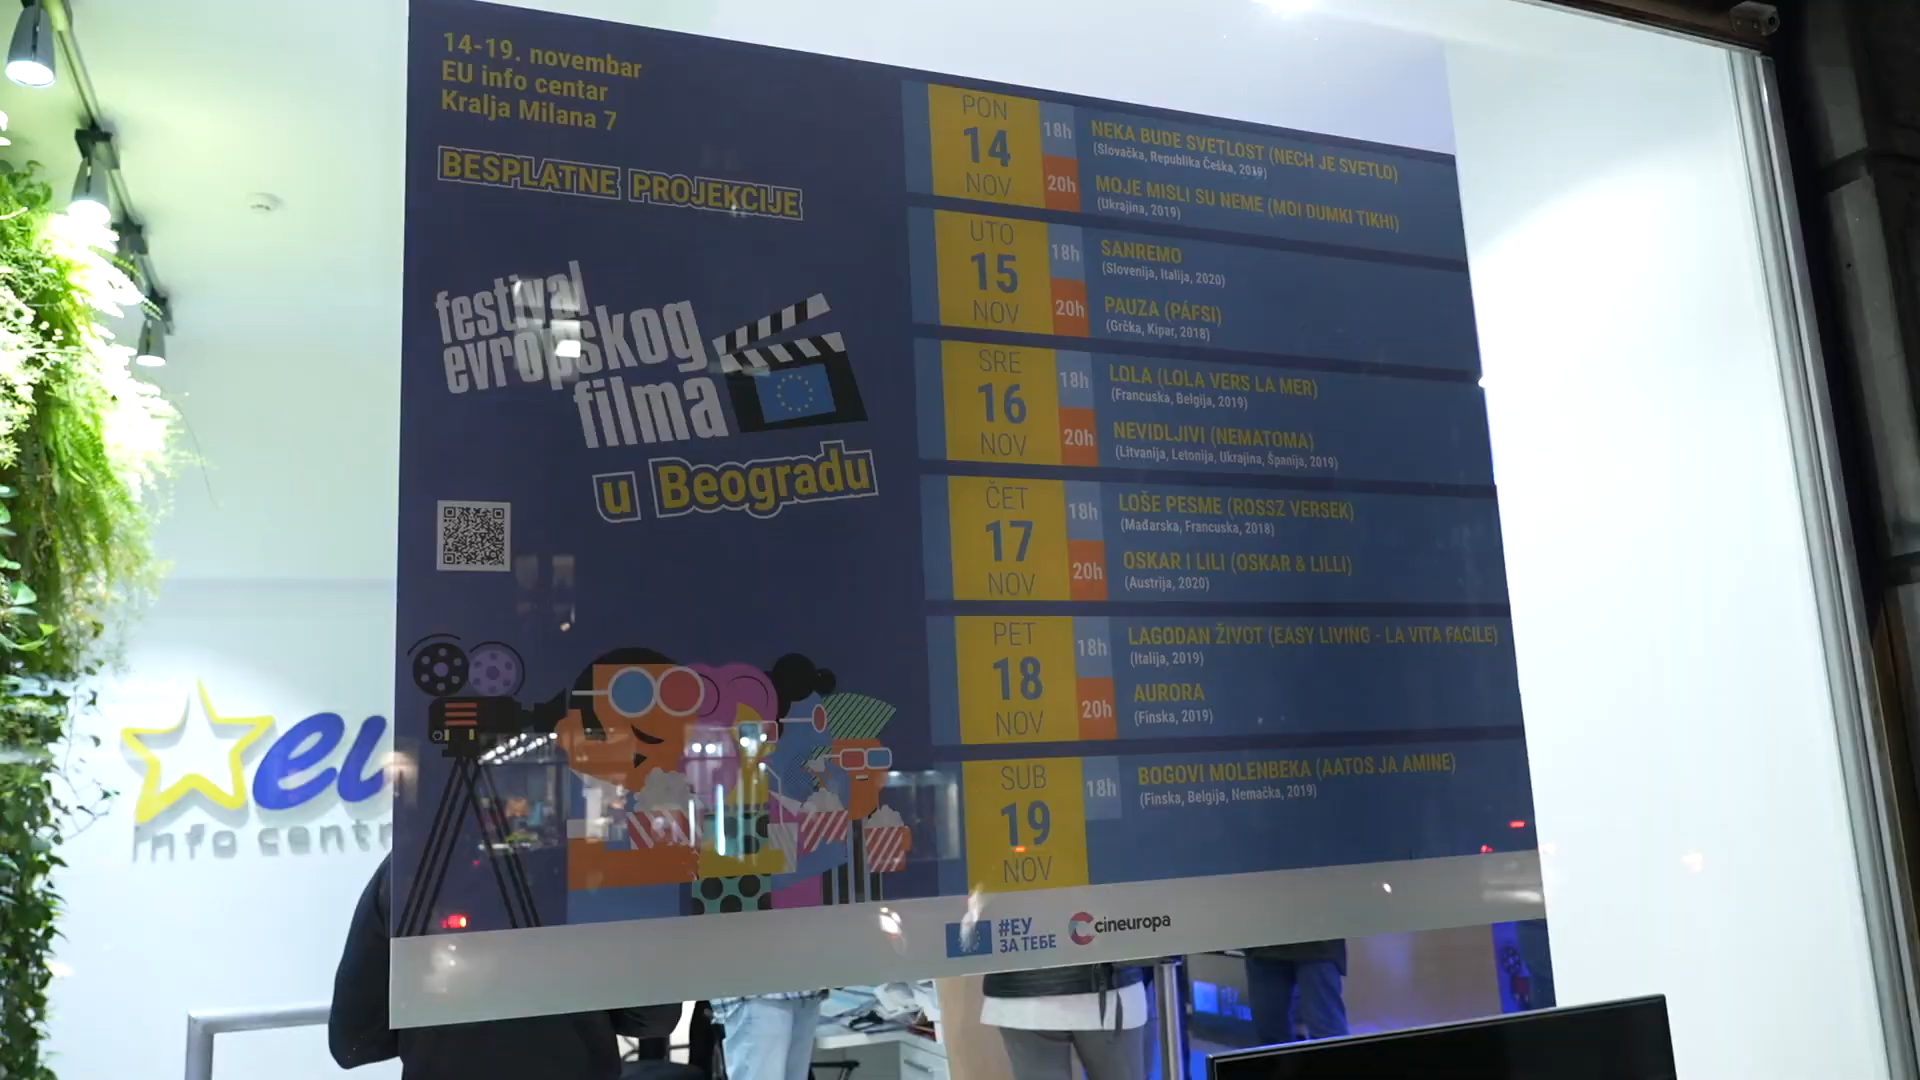 14-19. novembar
EU info centar
Kralja Milana 7
BESPLATNE PROJEKCIJE
festival
evropskog
filma
u Beogradu
PON
14
NOV
18h
NEKA BUDE SVETLOST (NECH JE SVETLO)
(Slovačka, Republika Češka, 2019)
20h
MOJE MISLI SU NEME (MOI DUMKI TIKHI)
(Ukrajina, 2019)
UTO
15
NOV
18h
SANREMO
(Slovenija, Italija, 2020)
20h
PAUZA (PÁFSI)
(Grčka, Kipar, 2018)
SRE
16
NOV
18h
LOLA (LOLA VERS LA MER)
(Francuska, Belgija, 2019)
20h
NEVIDLJIVI (NEMATOMA)
(Litvanija, Letonija, Ukrajina, Španija, 2019)
ČET
17
NOV
18h
LOŠE PESME (ROSSZ VERSEK)
(Mađarska, Francuska, 2018)
20h
OSKAR I LILI (OSKAR & LILLI)
(Austrija, 2020)
PET
18
NOV
18h
LAGODAN ŽIVOT (EASY LIVING - LA VITA FACILE)
(Italija, 2019)
20h
AURORA
(Finska, 2019)
SUB
19
NOV
18h
BOGOVI MOLENBEKA (AATOS JA AMINE)
(Finska, Belgija, Nemačka, 2019)
#ЕУ
ЗА ТЕБЕ
cineuropa
eu
info centr